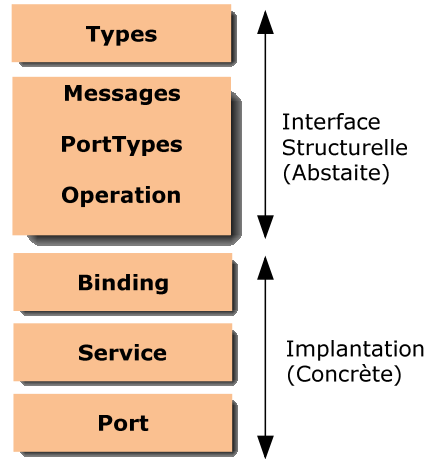 Types
Messages
PortTypes
Operation
Interface
Structurelle
(Abstaite)
Binding
Service
Port
Implantation
(Concrète)